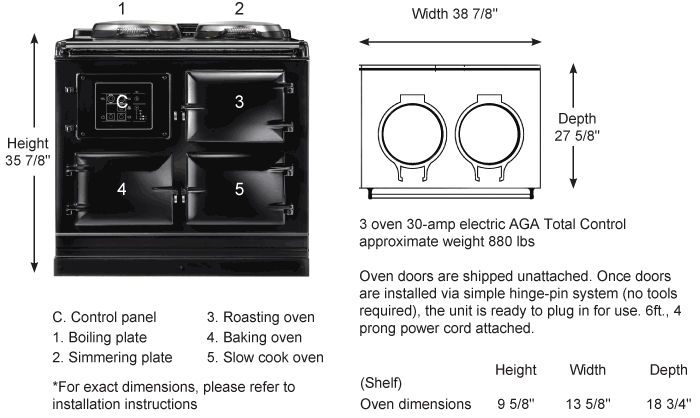 1 2
Width 38 7/8"
C
3
Height
35 7/8"
Depth
27 5/8"
4 5
3 oven 30-amp electric AGA Total Control
approximate weight 880 lbs
Oven doors are shipped unattached. Once doors
are installed via simple hinge-pin system (no tools
required), the unit is ready to plug in for use. 6ft., 4
prong power cord attached.
C. Control panel 3. Roasting oven
1. Boiling plate 4. Baking oven
2. Simmering plate 5. Slow cook oven
*For exact dimensions, please refer to
installation instructions
Height Width Depth
(Shelf)
Oven dimensions 9 5/8" 13 5/8" 18 3/4"